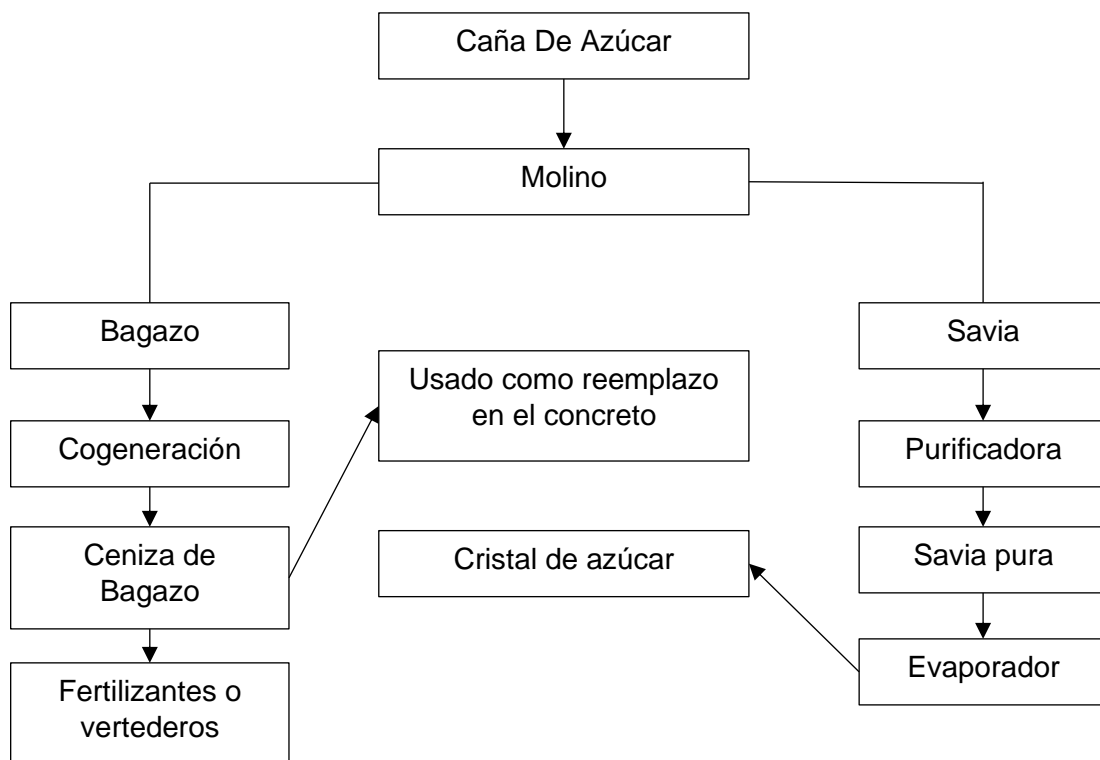 Caña De Azúcar
Molino
Bagazo
Savia
Usado como reemplazo
en el concreto
Cogeneración
Purificadora
Ceniza de
Bagazo
Cristal de azúcar
Savia pura
Fertilizantes o
vertederos
Evaporador